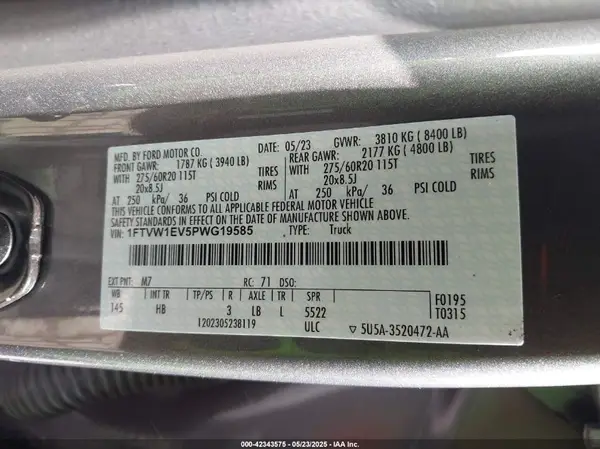 MFD. BY FORD MOTOR CO.
DATE: 05/23 GVWR: 3810 KG ( 8400 LB)
FRONT GAWR: 1787 KG ( 3940 LB) REAR GAWR: 2177 KG ( 4800 LB)
WITH 275/60R20 115T TIRES WITH 275/60R20 115T TIRES
20x8.5J RIMS 20x8.5J RIMS
AT 250 kPa/ 36 PSI COLD AT 250 kPa/ 36 PSI COLD
THIS VEHICLE CONFORMS TO ALL APPLICABLE FEDERAL MOTOR VEHICLE
SAFETY STANDARDS IN EFFECT ON THE DATE OF MANUFACTURE SHOWN ABOVE.
VIN: 1FTVW1EV5PWG19585 TYPE: Truck
EXT PNT: M7 RC: 71 DSO:
WB INT TR TP/PS R AXLE TR SPR F0195
145 HB 3 LB L 5522 T0315
1202305238119 ULC 5U5A-3520472-AA
000-42343575 - 05/23/2025 - IAA Inc.